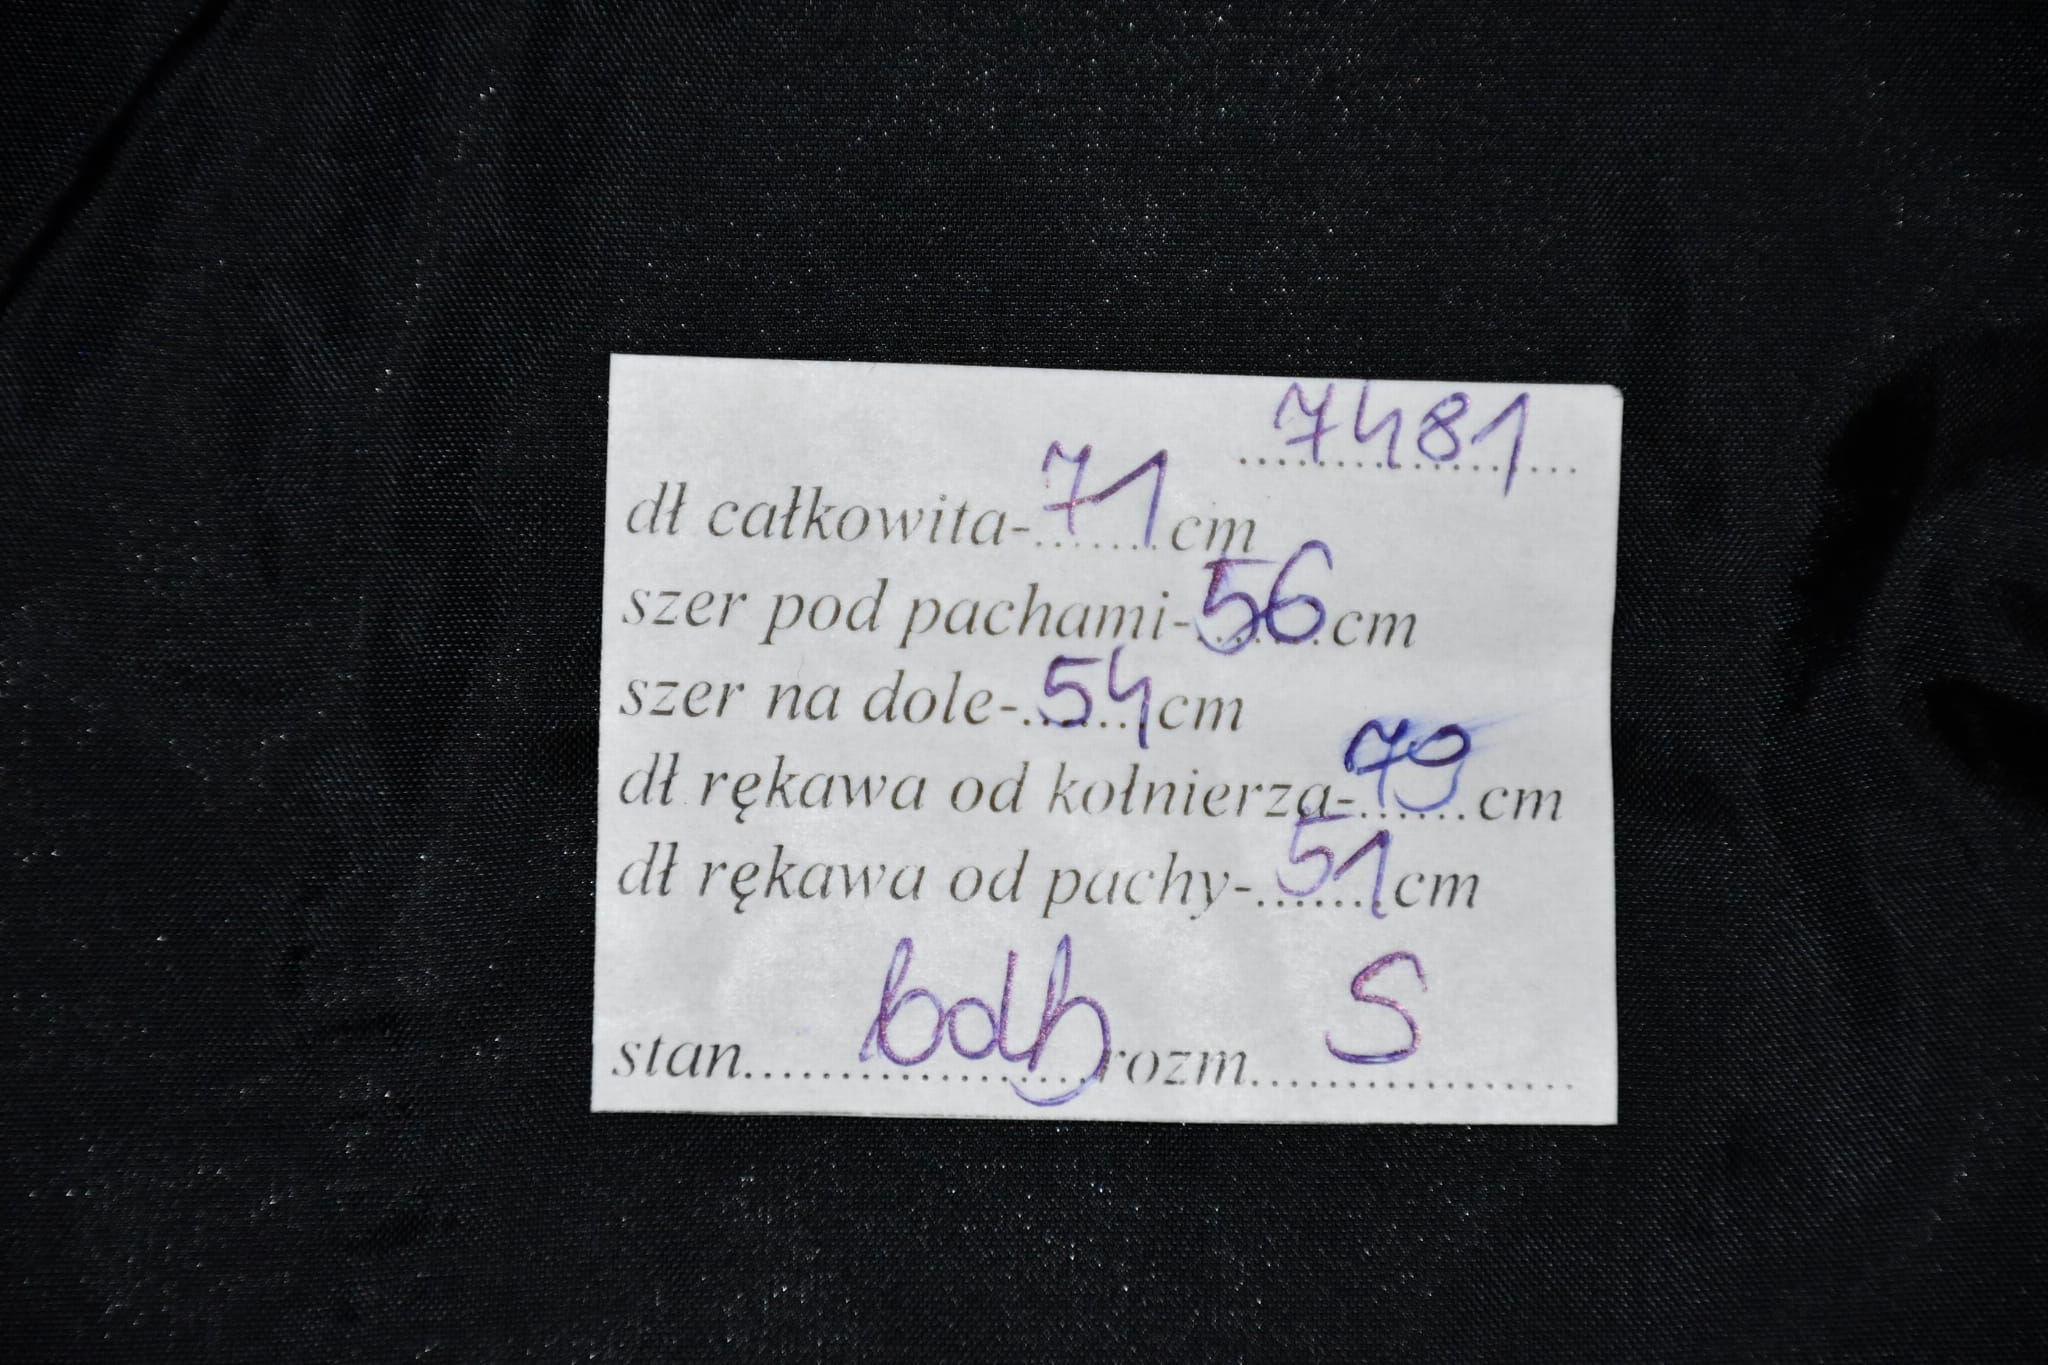 7481
dł całkowita-71cm
szer pod pachami-56cm
szer na dole-54cm
dł rękawa od kołnierza-79cm
dł rękawa od pachy-51cm
stan bdb rozm S